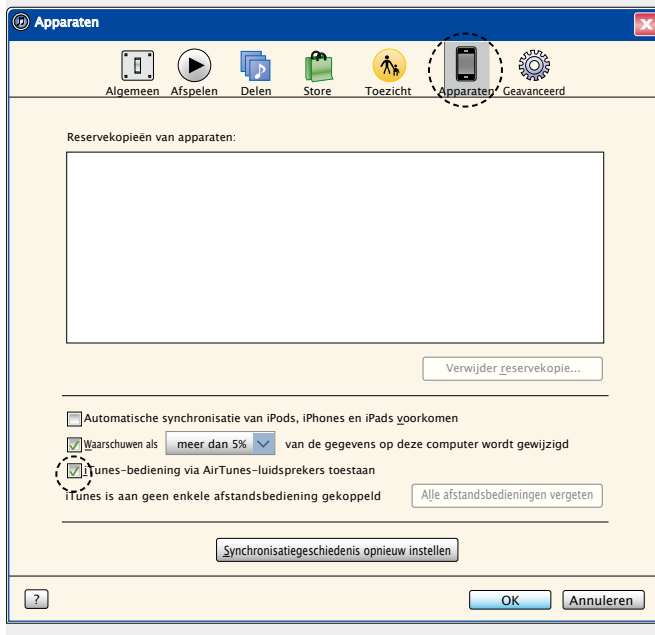 Apparaten
Algemeen Afspelen Delen Store Toezicht Apparaten Geavanceerd
Reservekopieën van apparaten:
Verwijder reservekopie...
Automatische synchronisatie van iPods, iPhones en iPads voorkomen
Waarschuwen als meer dan 5% van de gegevens op deze computer wordt gewijzigd
iTunes-bediening via AirTunes-luidsprekers toestaan
iTunes is aan geen enkele afstandsbediening gekoppeld Alle afstandsbedieningen vergeten
Synchronisatiegeschiedenis opnieuw instellen
? OK Annuleren